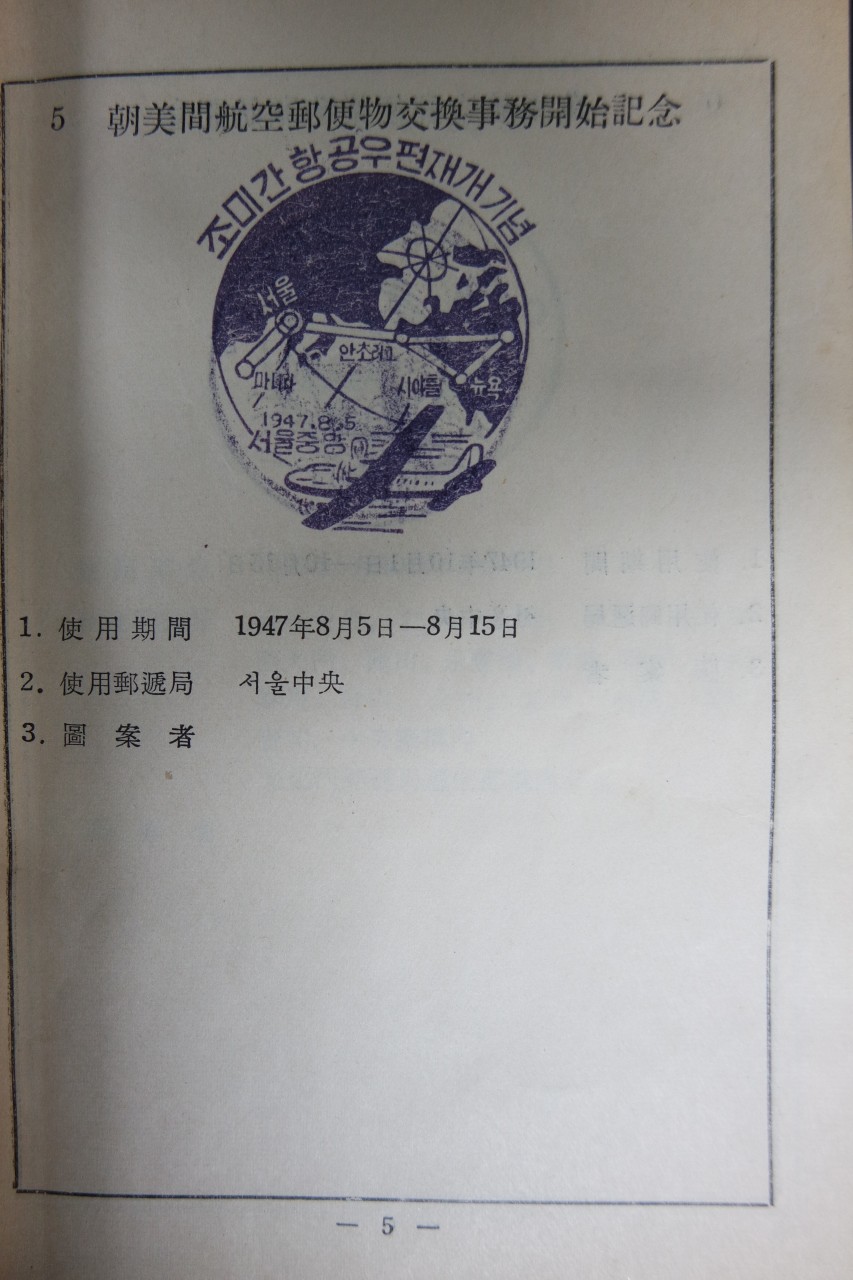 5 朝美間航空郵便物交換事務開始記念
조미간항공우편재개기념
서울
안초레지
마니라
시아틀
뉴욕
1947.8.5.
서울중앙
1. 使用期間 1947年8月5日—8月15日
2. 使用郵遞局 서울中央
3. 圖案者
— 5 —